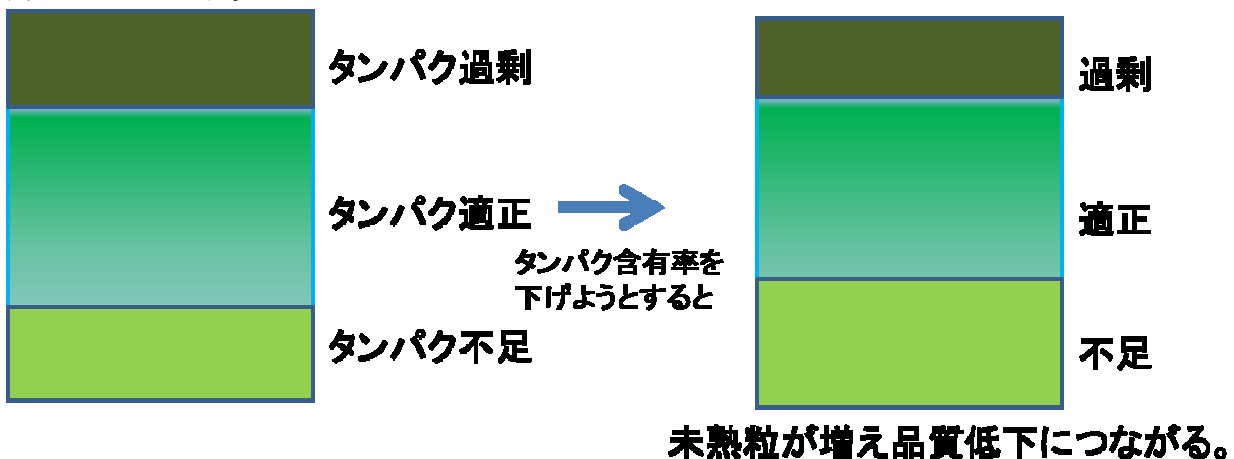 タンパク過剰
タンパク適正
タンパク不足
タンパク含有率を
下げようとすると
過剰
適正
不足
未熟粒が増え品質低下につながる。